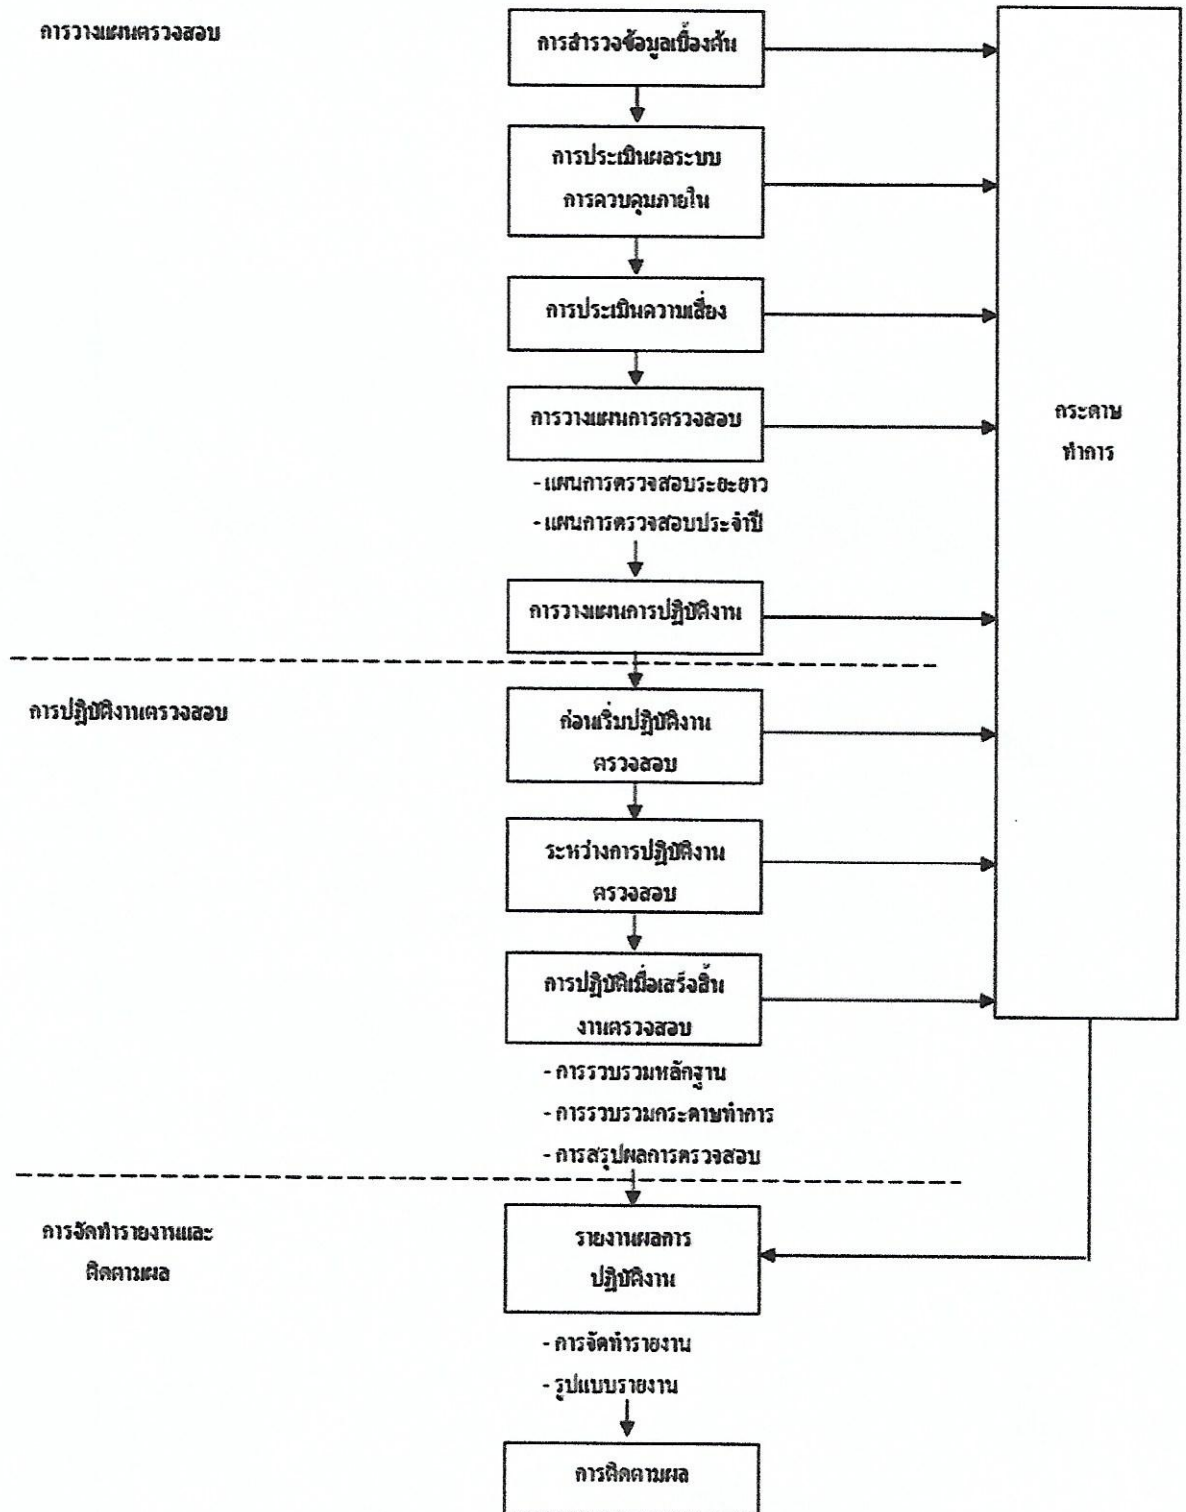 การวางแผนตรวจสอบ
การสำรวจข้อมูลเบื้องต้น
การประเมินผลระบบ
การควบคุมภายใน
การประเมินความเสี่ยง
การวางแผนการตรวจสอบ
- แผนการตรวจสอบระยะยาว
- แผนการตรวจสอบประจำปี
การวางแผนการปฏิบัติงาน
กระดาษ
ทำการ
การปฏิบัติงานตรวจสอบ
ก่อนเริ่มปฏิบัติงาน
ตรวจสอบ
ระหว่างการปฏิบัติงาน
ตรวจสอบ
การปฏิบัติเมื่อเสร็จสิ้น
งานตรวจสอบ
- การรวบรวมหลักฐาน
- การรวบรวมกระดาษทำการ
- การสรุปผลการตรวจสอบ
การจัดทำรายงานและ
ติดตามผล
รายงานผลการ
ปฏิบัติงาน
- การจัดทำรายงาน
- รูปแบบรายงาน
การติดตามผล